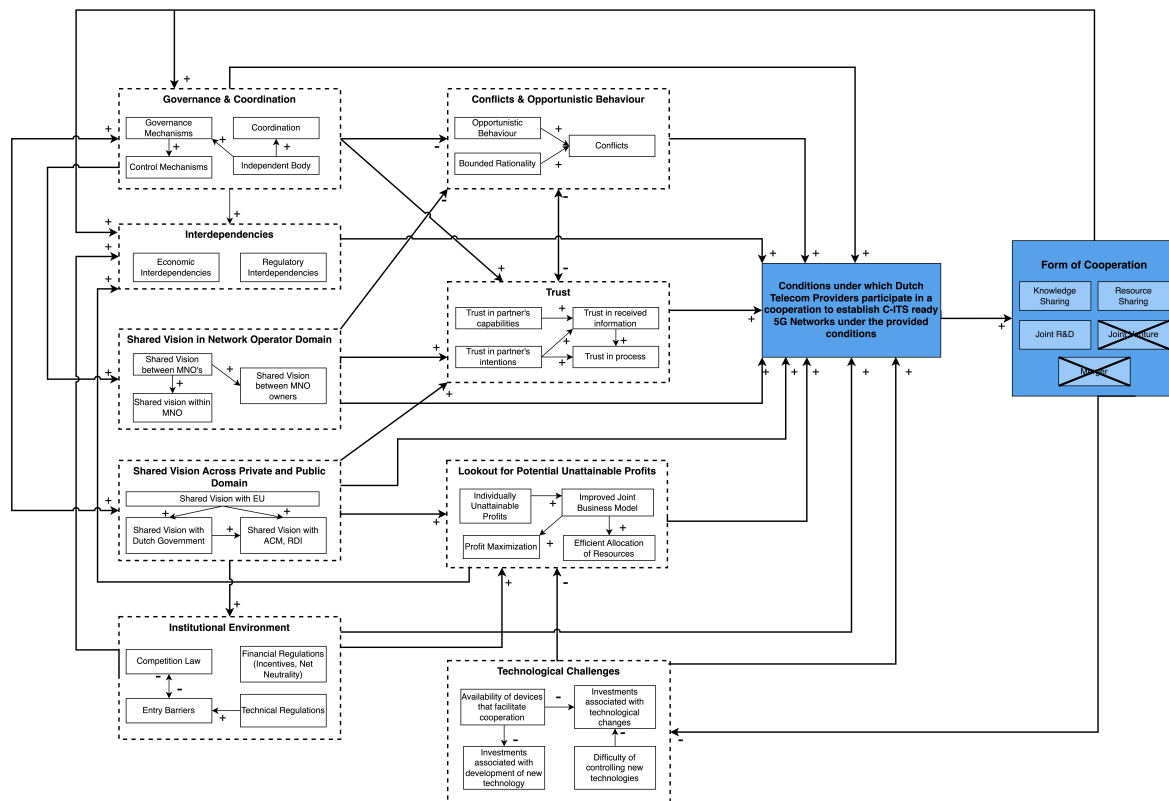 Governance & Coordination
Governance
Mechanisms
Coordination
Control Mechanisms
Independent Body
Conflicts & Opportunistic Behaviour
Opportunistic
Behaviour
Bounded Rationality
Conflicts
Interdependencies
Economic
Interdependencies
Regulatory
Interdependencies
Trust
Trust in partner's
capabilities
Trust in received
information
Trust in partner's
intentions
Trust in process
Shared Vision in Network Operator Domain
Shared Vision
between MNO's
Shared Vision
between MNO
owners
Shared vision within
MNO
Shared Vision Across Private and Public
Domain
Shared Vision with EU
Shared Vision with
Dutch Government
Shared Vision with
ACM, RDI
Lookout for Potential Unattainable Profits
Individually
Unattainable
Profits
Improved Joint
Business Model
Profit Maximization
Efficient Allocation
of Resources
Institutional Environment
Competition Law
Financial Regulations
(Incentives, Net
Neutrality)
Entry Barriers
Technical Regulations
Technological Challenges
Availability of devices
that facilitate
cooperation
Investments
associated with
technological
changes
Investments
associated with
development of new
technology
Difficulty of
controlling new
technologies
Conditions under which Dutch
Telecom Providers participate in a
cooperation to establish C-ITS ready
5G Networks under the provided
conditions
Form of Cooperation
Knowledge
Sharing
Resource
Sharing
Joint R&D
Joint Venture
Merger